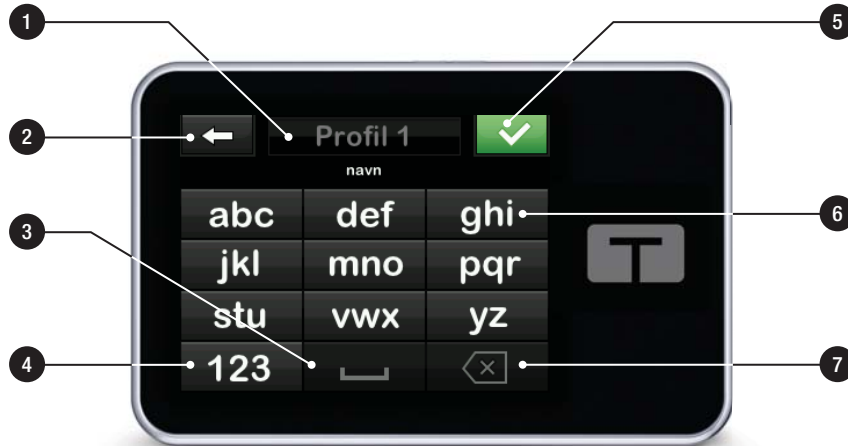 1
5
2
Profil 1
navn
abc def ghi
6
3
jkl mno pqr
stu vwx yz
4
123
7